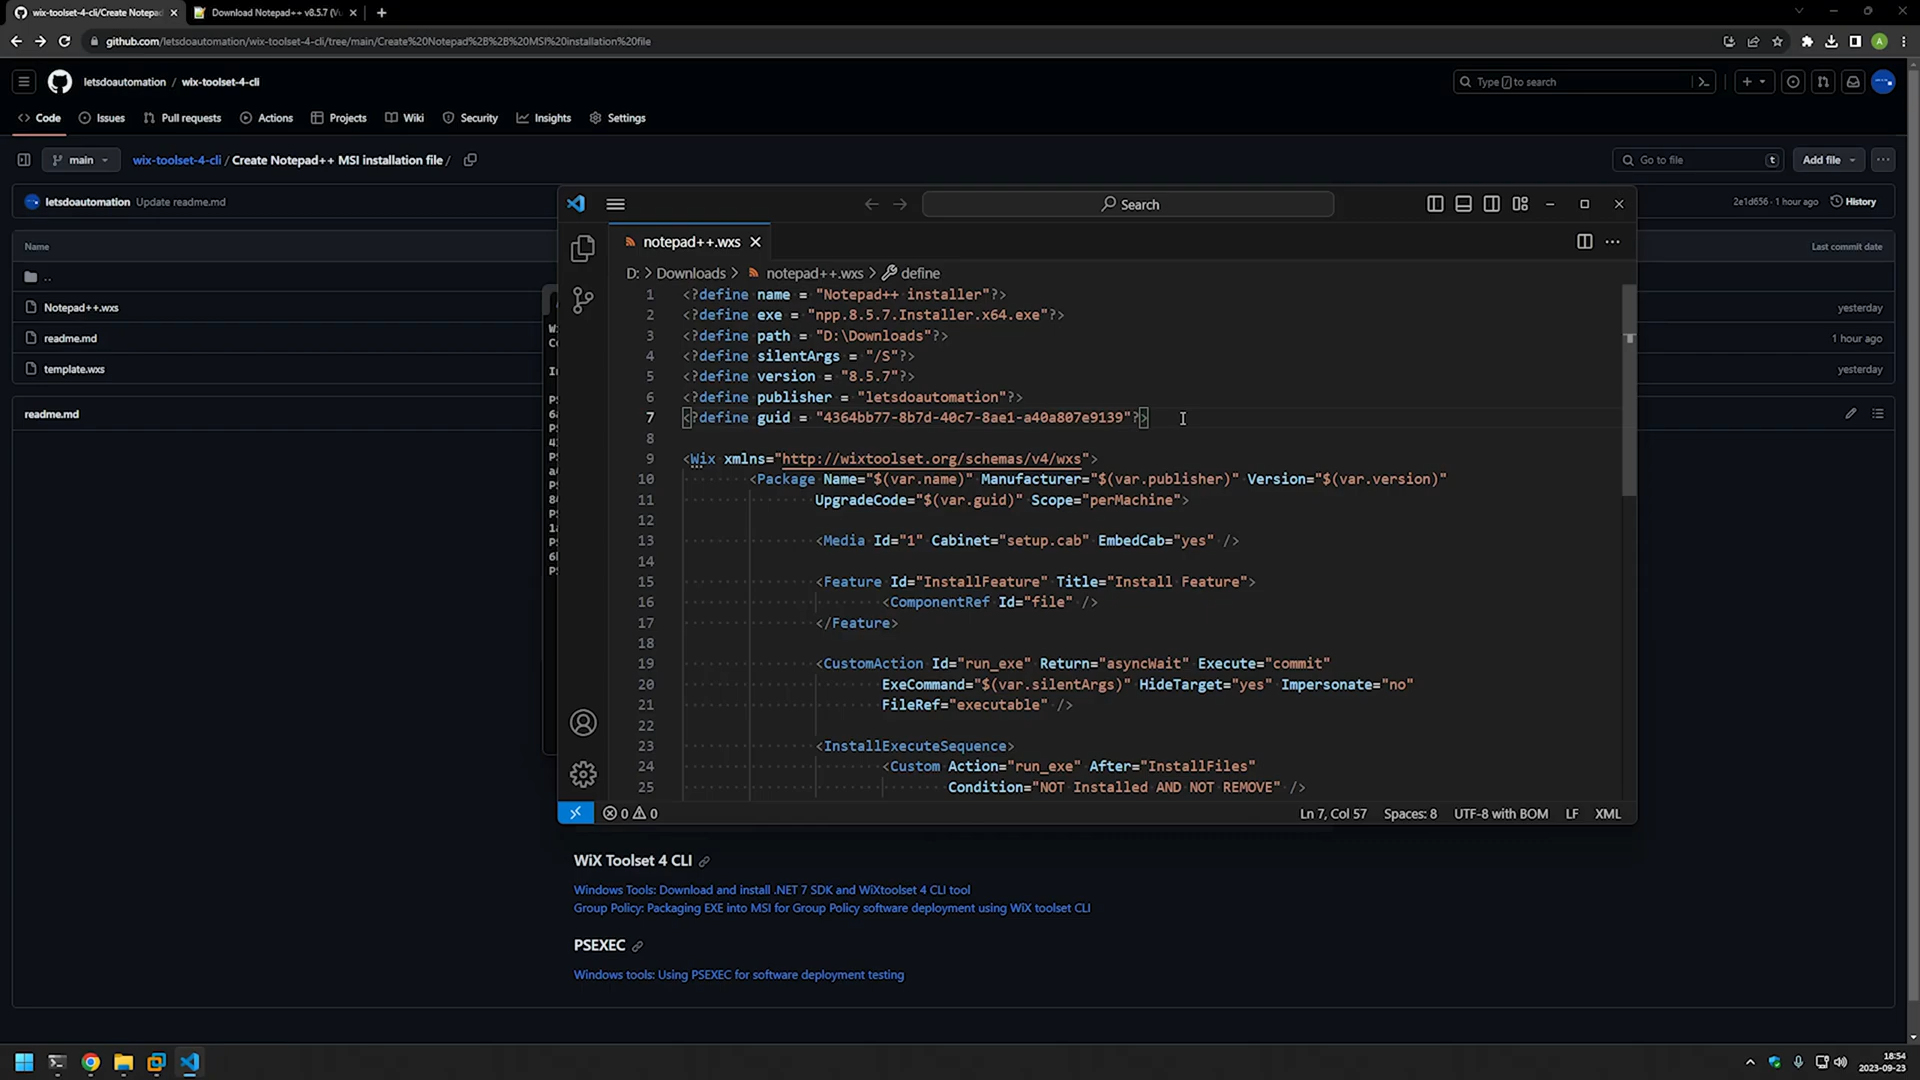 wix-toolset-4-cli/Create Notepad
Download Notepad++ v8.5.7 (Vu
github.com/letsdoautomation/wix-toolset-4-cli/tree/main/Create%20Notepad%2B%2B%20MSI%20installation%20file
A
letsdoautomation / wix-toolset-4-cli
Type / to search
Code
Issues
Pull requests
Actions
Projects
Wiki
Security
Insights
Settings
main
wix-toolset-4-cli / Create Notepad++ MSI installation file /
Go to file
t
Add file
letsdoautomation Update readme.md
2e1d656 · 1 hour ago
History
Name
Last commit date
..
Notepad++.wxs
yesterday
readme.md
1 hour ago
template.wxs
yesterday
readme.md
Search
notepad++.wxs
D: > Downloads > notepad++.wxs > define
1 <?define name = "Notepad++ installer"?>
2 <?define exe = "npp.8.5.7.Installer.x64.exe"?>
3 <?define path = "D:\Downloads"?>
4 <?define silentArgs = "/S"?>
5 <?define version = "8.5.7"?>
6 <?define publisher = "letsdoautomation"?>
7 <?define guid = "4364bb77-8b7d-40c7-8ae1-a40a807e9139"?>
8
9 <Wix xmlns="http://wixtoolset.org/schemas/v4/wxs">
10 <Package Name="$(var.name)" Manufacturer="$(var.publisher)" Version="$(var.version)"
11 UpgradeCode="$(var.guid)" Scope="perMachine">
12
13 <Media Id="1" Cabinet="setup.cab" EmbedCab="yes" />
14
15 <Feature Id="InstallFeature" Title="Install Feature">
16 <ComponentRef Id="file" />
17 </Feature>
18
19 <CustomAction Id="run_exe" Return="asyncWait" Execute="commit"
20 ExeCommand="$(var.silentArgs)" HideTarget="yes" Impersonate="no"
21 FileRef="executable" />
22
23 <InstallExecuteSequence>
24 <Custom Action="run_exe" After="InstallFiles"
25 Condition="NOT Installed AND NOT REMOVE" />
0 0
Ln 7, Col 57
Spaces: 8
UTF-8 with BOM
LF
XML
WiX Toolset 4 CLI
Windows Tools: Download and install .NET 7 SDK and WiXtoolset 4 CLI tool
Group Policy: Packaging EXE into MSI for Group Policy software deployment using WiX toolset CLI
PSEXEC
Windows tools: Using PSEXEC for software deployment testing
18:54
2023-09-23